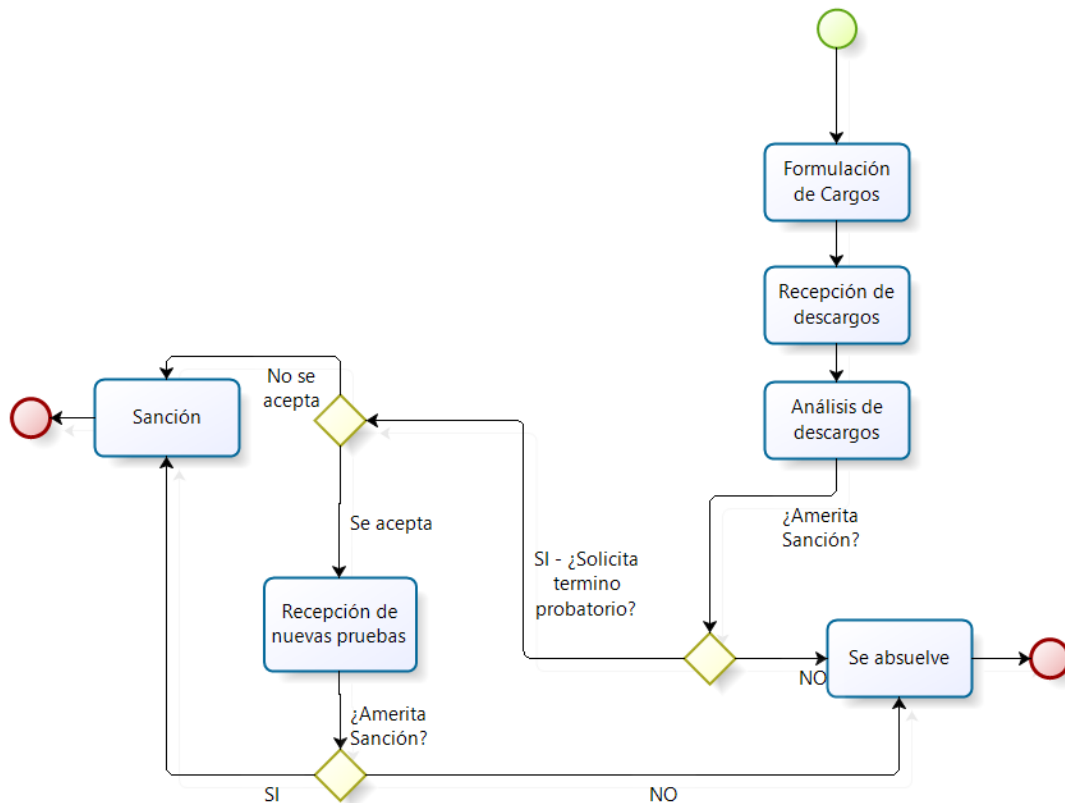 Formulación
de Cargos
Recepción de
descargos
Análisis de
descargos
¿Amerita
Sanción?
SI - ¿Solicita
termino
probatorio?
NO
Se absuelve
No se
acepta
Sanción
Se acepta
Recepción de
nuevas pruebas
¿Amerita
Sanción?
SI
NO